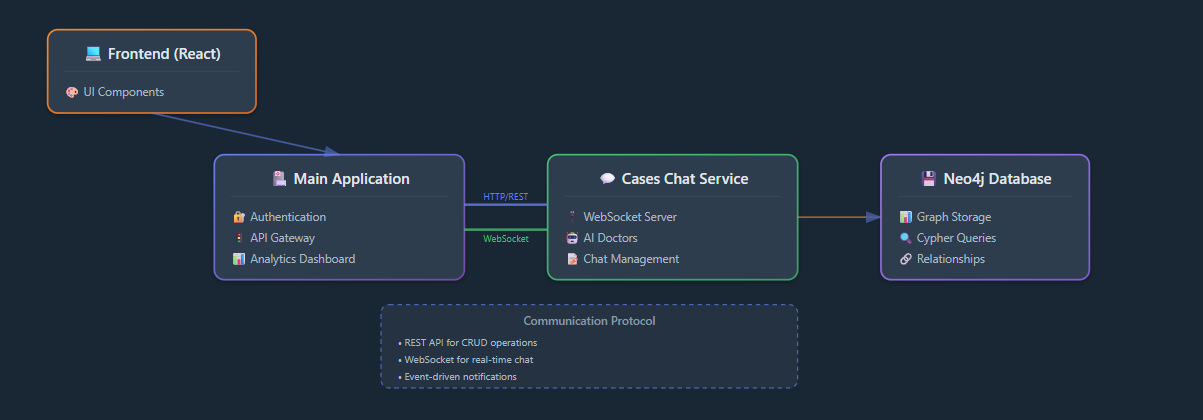 Frontend (React)
UI Components
Main Application
Authentication
API Gateway
Analytics Dashboard
HTTP/REST
WebSocket
Cases Chat Service
WebSocket Server
AI Doctors
Chat Management
Neo4j Database
Graph Storage
Cypher Queries
Relationships
Communication Protocol
• REST API for CRUD operations
• WebSocket for real-time chat
• Event-driven notifications